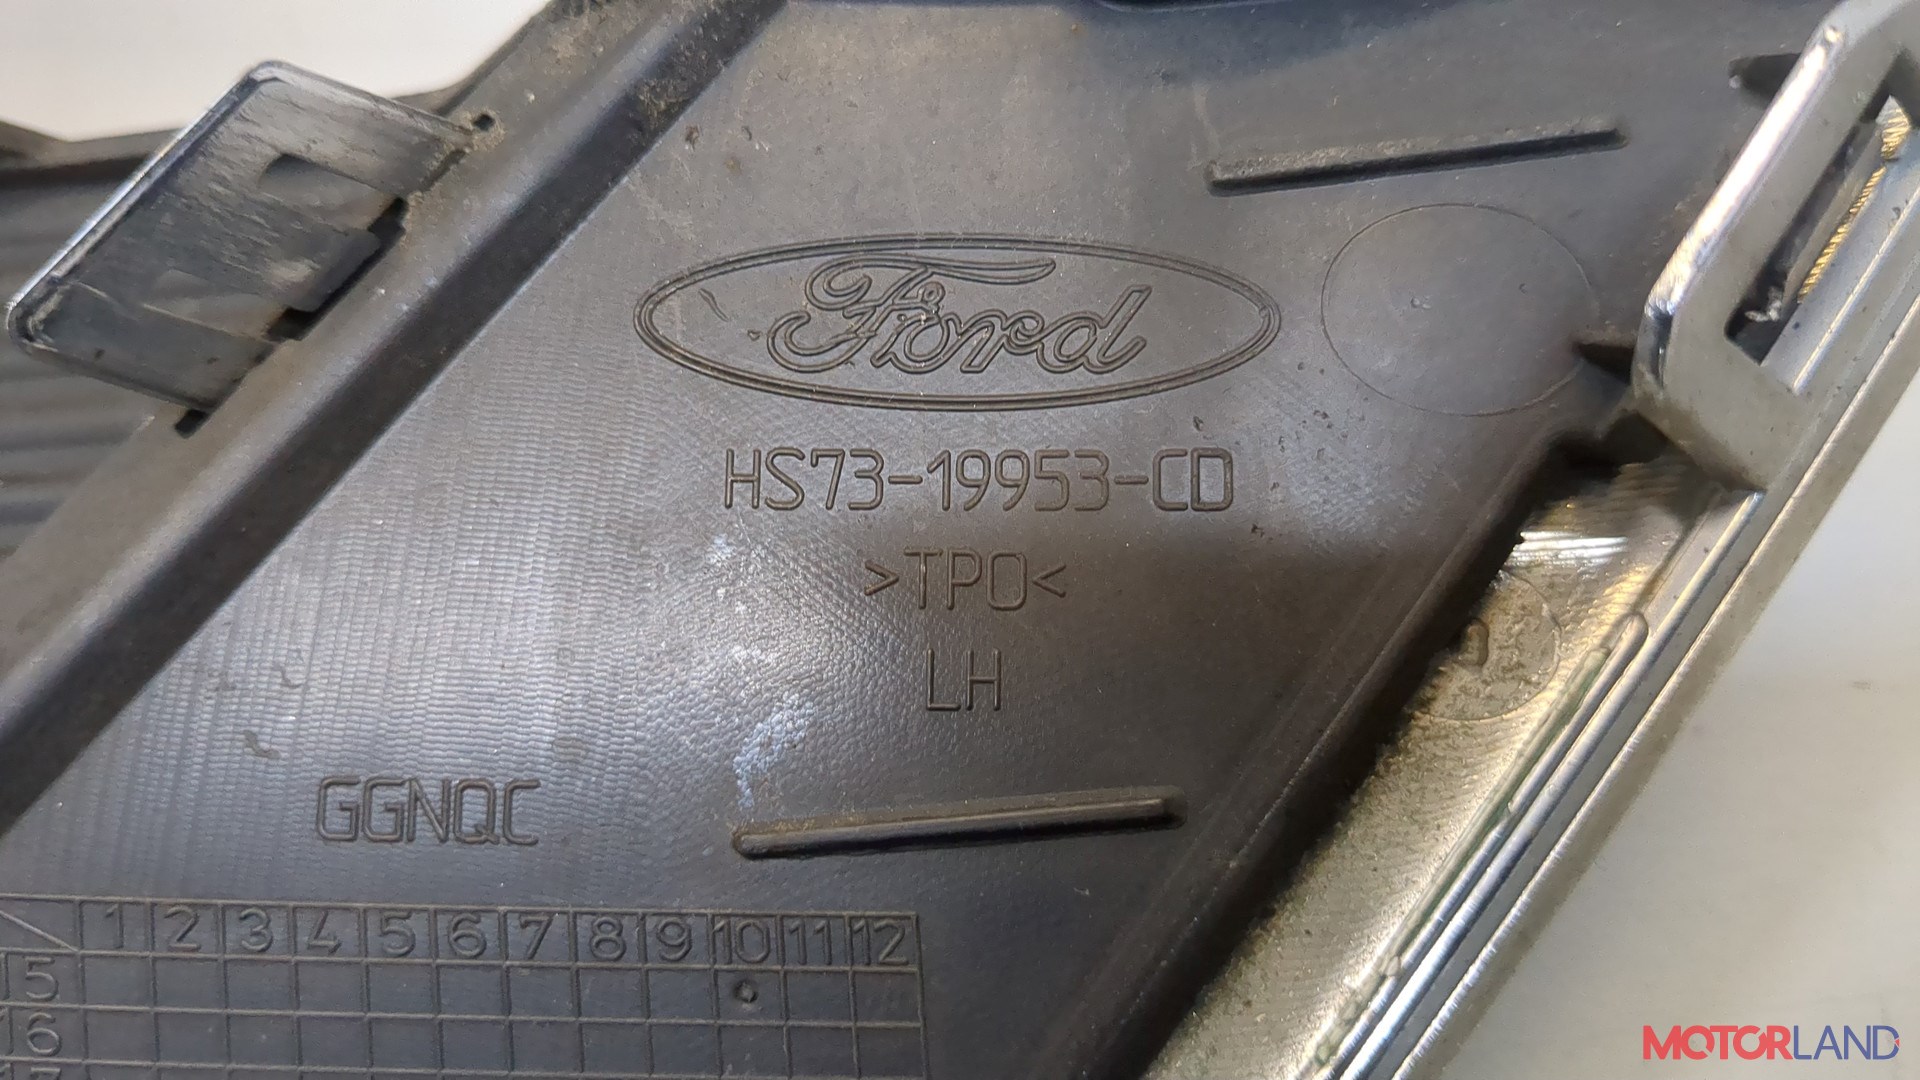 Ford
HS73-19953-CD
>TPO<
LH
GGNQC
1 2 3 4 5 6 7 8 9 10 11 12
15
16
MOTORLAND